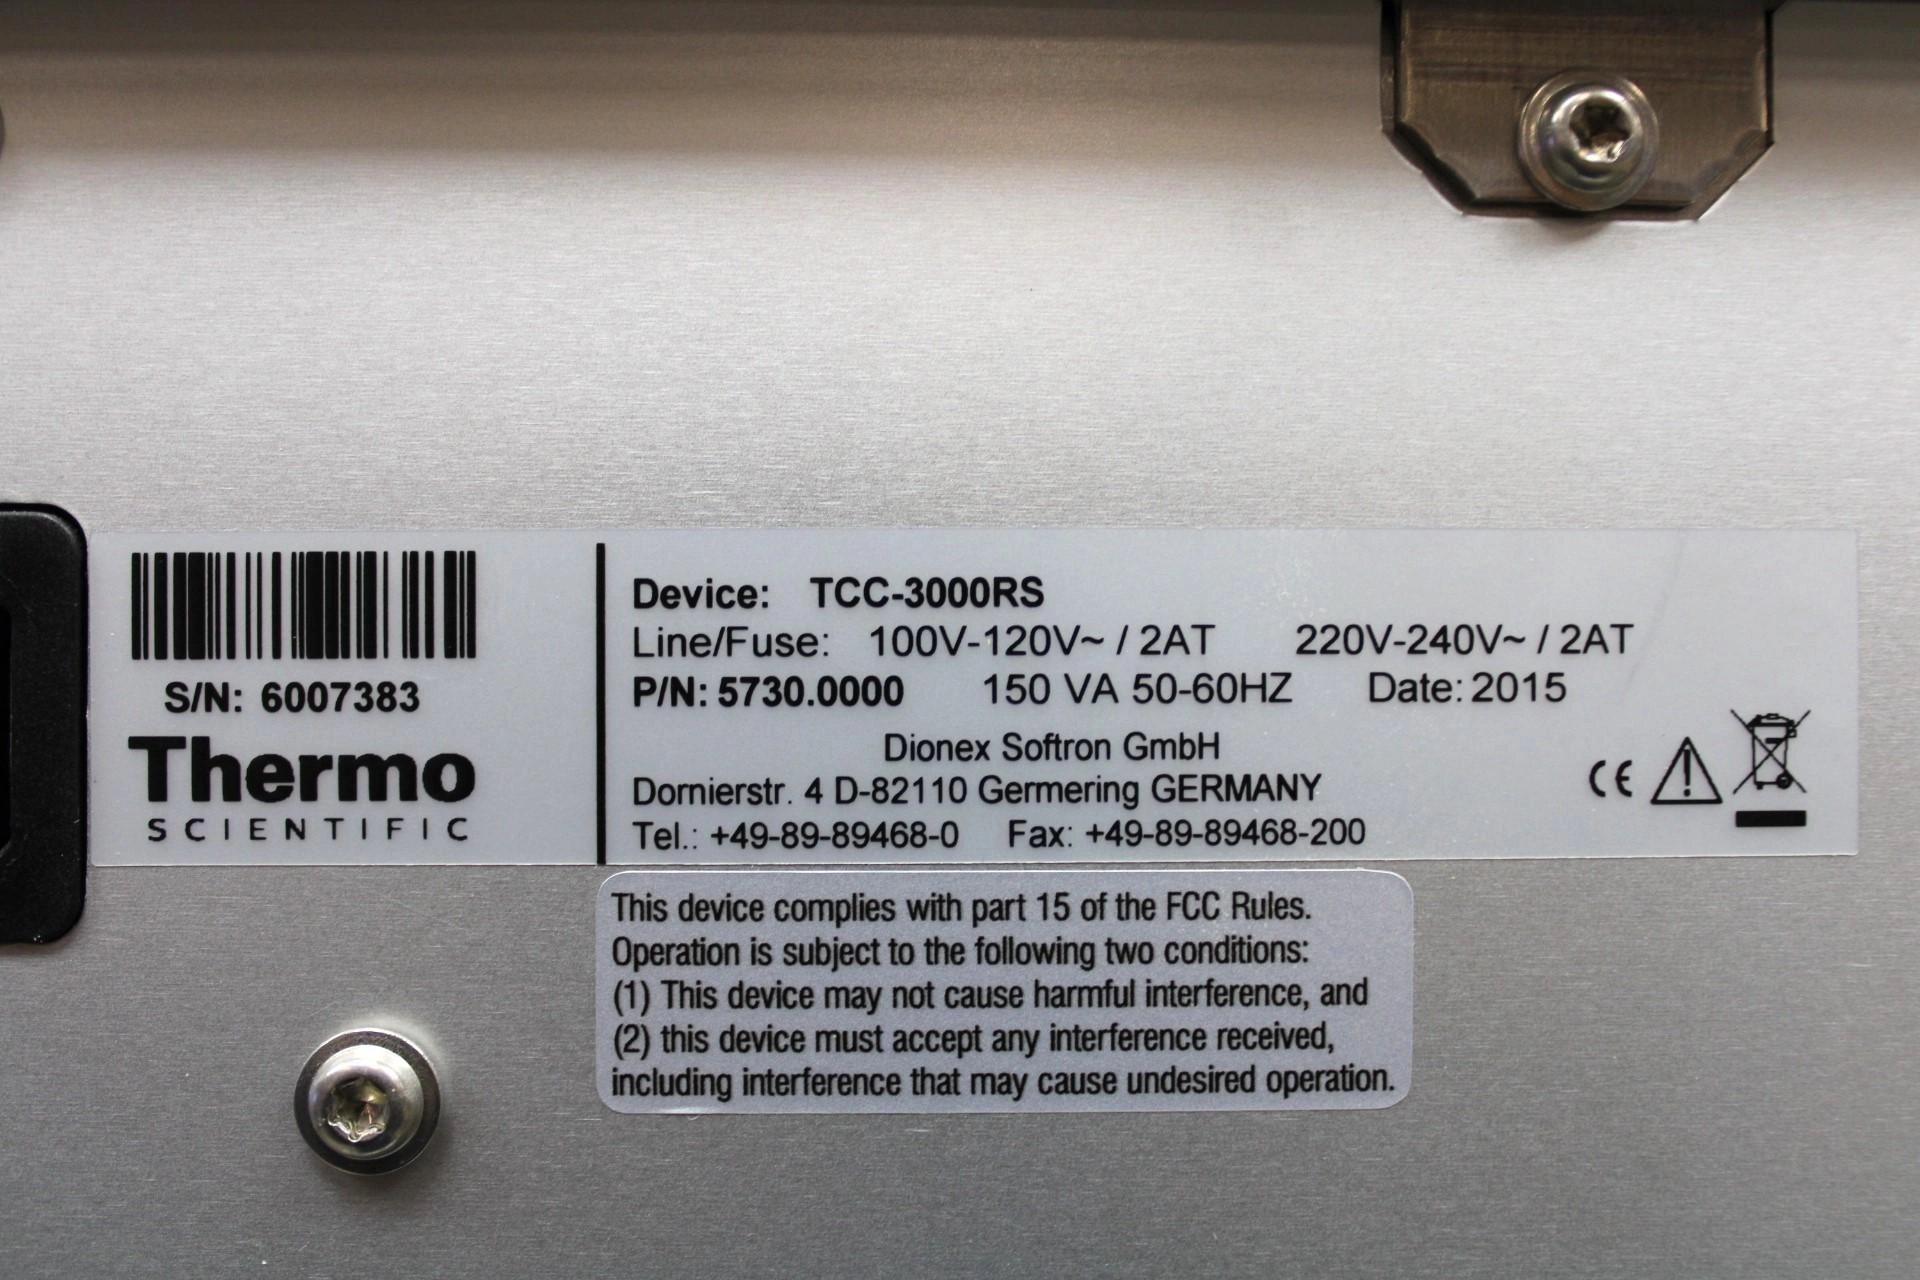 S/N: 6007383
Thermo
SCIENTIFIC
Device: TCC-3000RS
Line/Fuse: 100V-120V~ / 2AT 220V-240V~ / 2AT
P/N: 5730.0000 150 VA 50-60HZ Date: 2015
Dionex Softron GmbH
Dornierstr. 4 D-82110 Germering GERMANY
Tel.: +49-89-89468-0 Fax: +49-89-89468-200
CE
This device complies with part 15 of the FCC Rules.
Operation is subject to the following two conditions:
(1) This device may not cause harmful interference, and
(2) this device must accept any interference received,
including interference that may cause undesired operation.